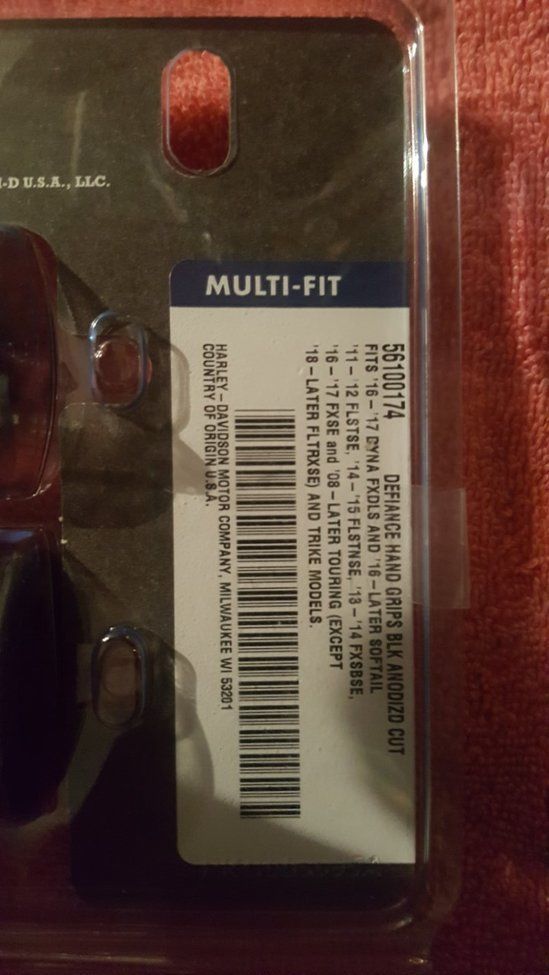 -D U.S.A., LLC.
MULTI-FIT
56100174 DEFIANCE HAND GRIPS BLK ANODIZD CUT
FITS '16 – '17 DYNA FXDLS AND '16 – LATER SOFTAIL
'11 – '12 FLSTSE, '14 – '15 FLSTNSE, '13 – '14 FXSBSE,
'16 – '17 FXSE and '08 – LATER TOURING (EXCEPT
'18 – LATER FLTRXSE) AND TRIKE MODELS.
HARLEY – DAVIDSON MOTOR COMPANY, MILWAUKEE WI 53201
COUNTRY OF ORIGIN U.S.A.